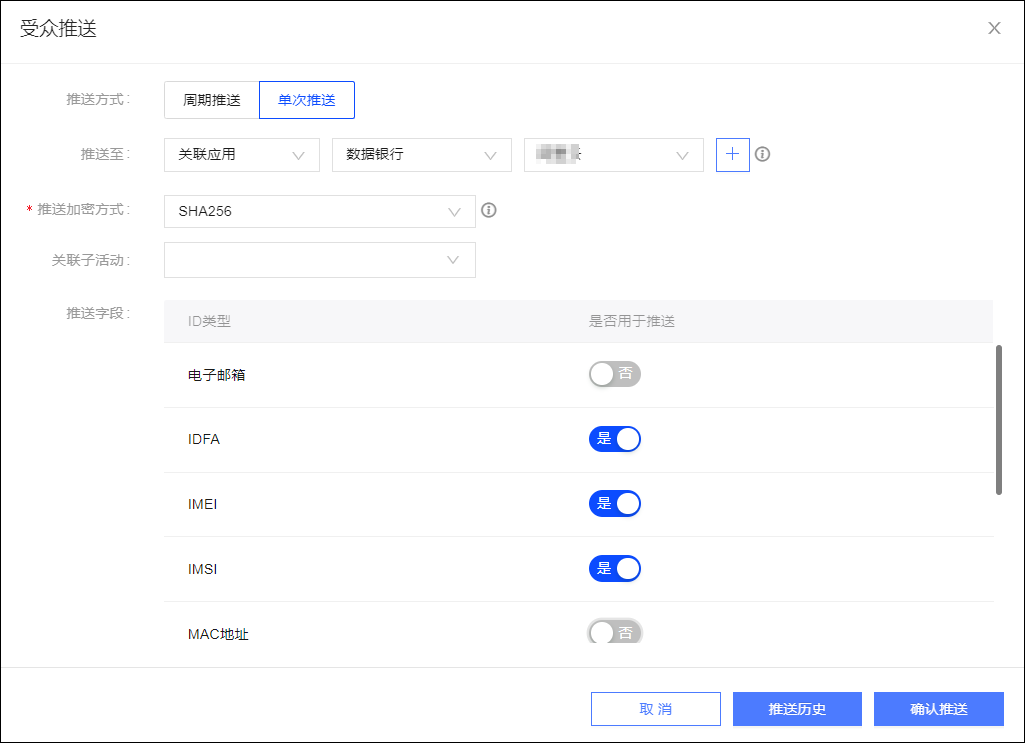 受众推送
推送方式: 周期推送 单次推送
推送至: 关联应用 数据银行
* 推送加密方式: SHA256
关联子活动:
推送字段: ID类型 是否用于推送
电子邮箱 否
IDFA 是
IMEI 是
IMSI 是
MAC地址 否
取 消 推送历史 确认推送